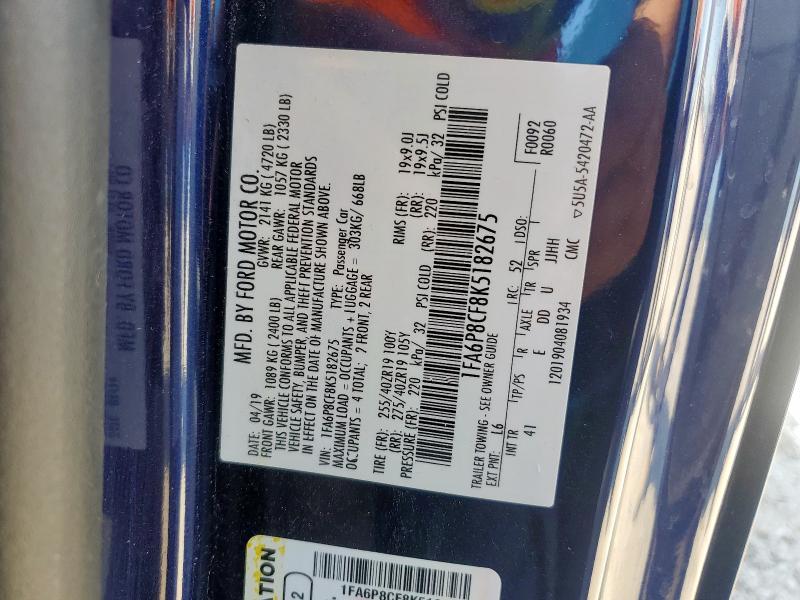 MFD. BY FORD MOTOR CO.
DATE: 04/19 GVWR: 2141 KG ( 4720 LB)
FRONT GAWR: 1089 KG ( 2400 LB) REAR GAWR: 1057 KG ( 2330 LB)
THIS VEHICLE CONFORMS TO ALL APPLICABLE FEDERAL MOTOR
VEHICLE SAFETY, BUMPER, AND THEFT PREVENTION STANDARDS
IN EFFECT ON THE DATE OF MANUFACTURE SHOWN ABOVE.
VIN: 1FA6P8CF8K5182675 TYPE: Passenger Car
MAXIMUM LOAD = OCCUPANTS + LUGGAGE = 303KG/ 668LB
OCCUPANTS = 4 TOTAL: 2 FRONT, 2 REAR
TIRE (FR): 255/40ZR19 100Y RIMS (FR): 19x9.0J
(RR): 275/40ZR19 105Y (RR): 19x9.5J
PRESSURE (FR): 220 kPa/ 32 PSI COLD (RR): 220 kPa/ 32 PSI COLD
1FA6P8CF8K5182675
TRAILER TOWING - SEE OWNER GUIDE
EXT PNT: L6 RC: 52 DSO: F0092
R0060
INT TR TP/PS R AXLE TR SPR
41 E DD U JJHH
1201904081934 CMC ▽5U5A-5420472-AA
2
1FA6P8CF8K51